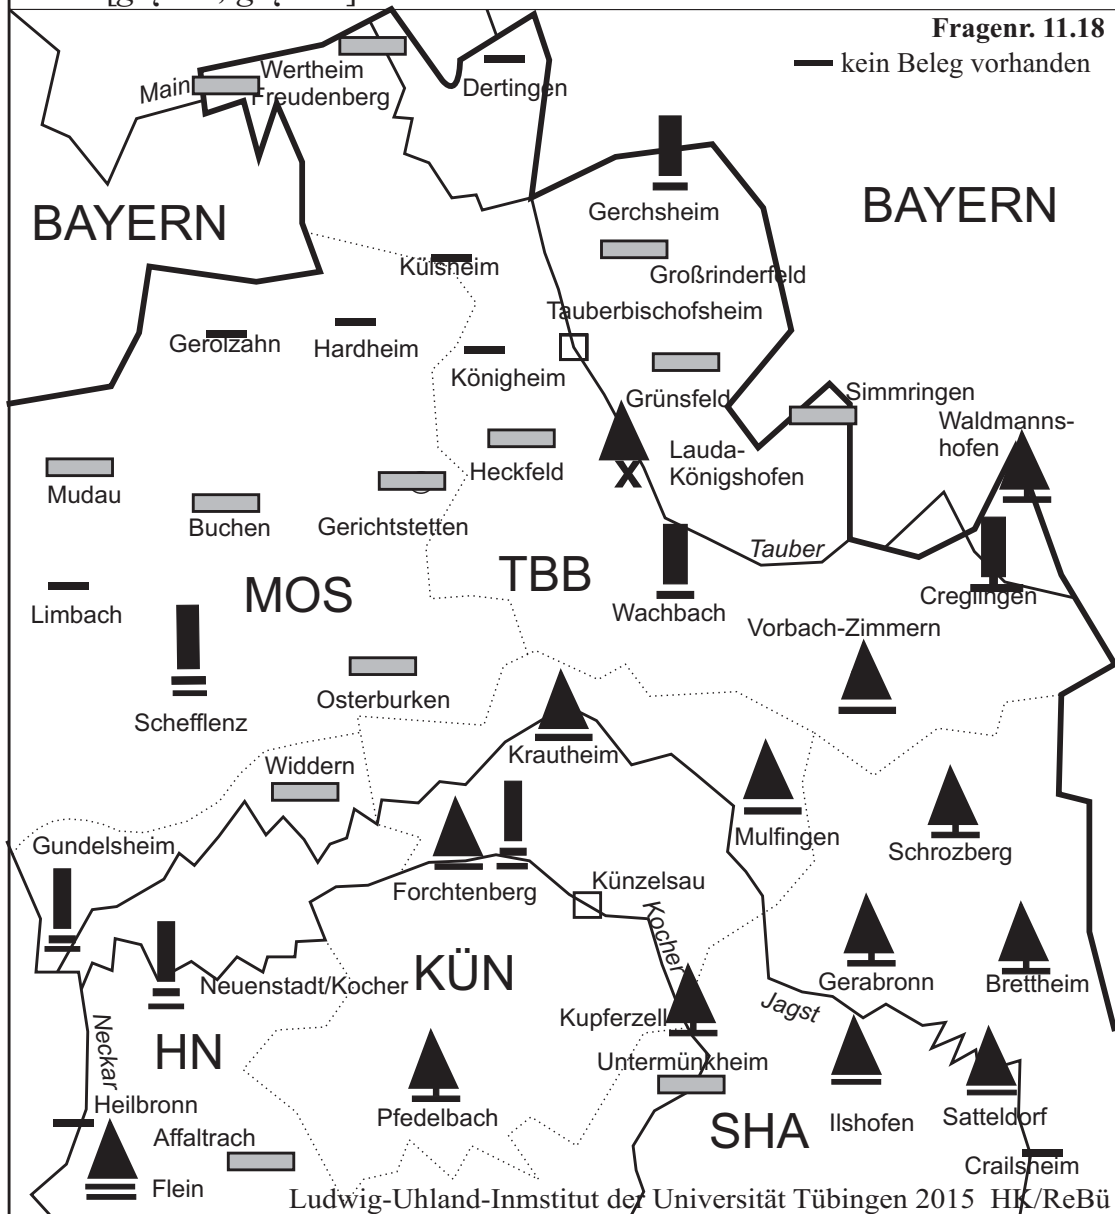 Fragenr. 11.18
kein Beleg vorhanden
Wertheim
Main
Freudenberg
Dertingen
BAYERN
Gerchsheim
BAYERN
Külsheim
Großrinderfeld
Tauberbischofsheim
Gerolzahn
Hardheim
Königheim
Grünsfeld
Simmringen
Waldmanns-
hofen
Lauda-
Königshofen
X
Heckfeld
Mudau
Buchen
Gerichtstetten
Tauber
TBB
MOS
Limbach
Wachbach
Creglingen
Vorbach-Zimmern
Osterburken
Schefflenz
Krautheim
Widdern
Mulfingen
Gundelsheim
Schrozberg
Forchtenberg
Künzelsau
Kocher
KÜN
Neuenstadt/Kocher
Gerabronn
Brettheim
Jagst
Kupferzell
HN
Neckar
Untermünkheim
Heilbronn
Pfedelbach
Affaltrach
SHA
Ilshofen
Satteldorf
Crailsheim
Flein
Ludwig-Uhland-Inmstitut der Universität Tübingen 2015 HK/ReBü